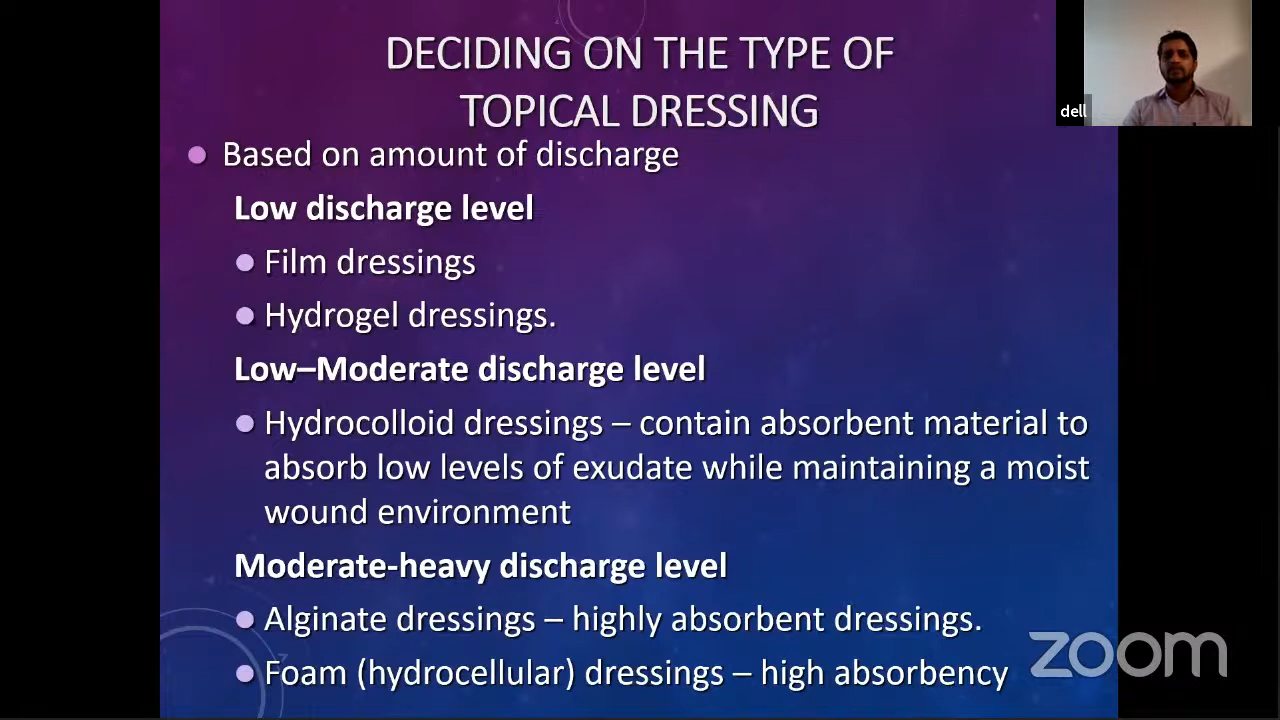 DECIDING ON THE TYPE OF
TOPICAL DRESSING
dell
Based on amount of discharge
Low discharge level
Film dressings
Hydrogel dressings.
Low–Moderate discharge level
Hydrocolloid dressings – contain absorbent material to
absorb low levels of exudate while maintaining a moist
wound environment
Moderate-heavy discharge level
Alginate dressings – highly absorbent dressings.
Foam (hydrocellular) dressings – high absorbency
zoom